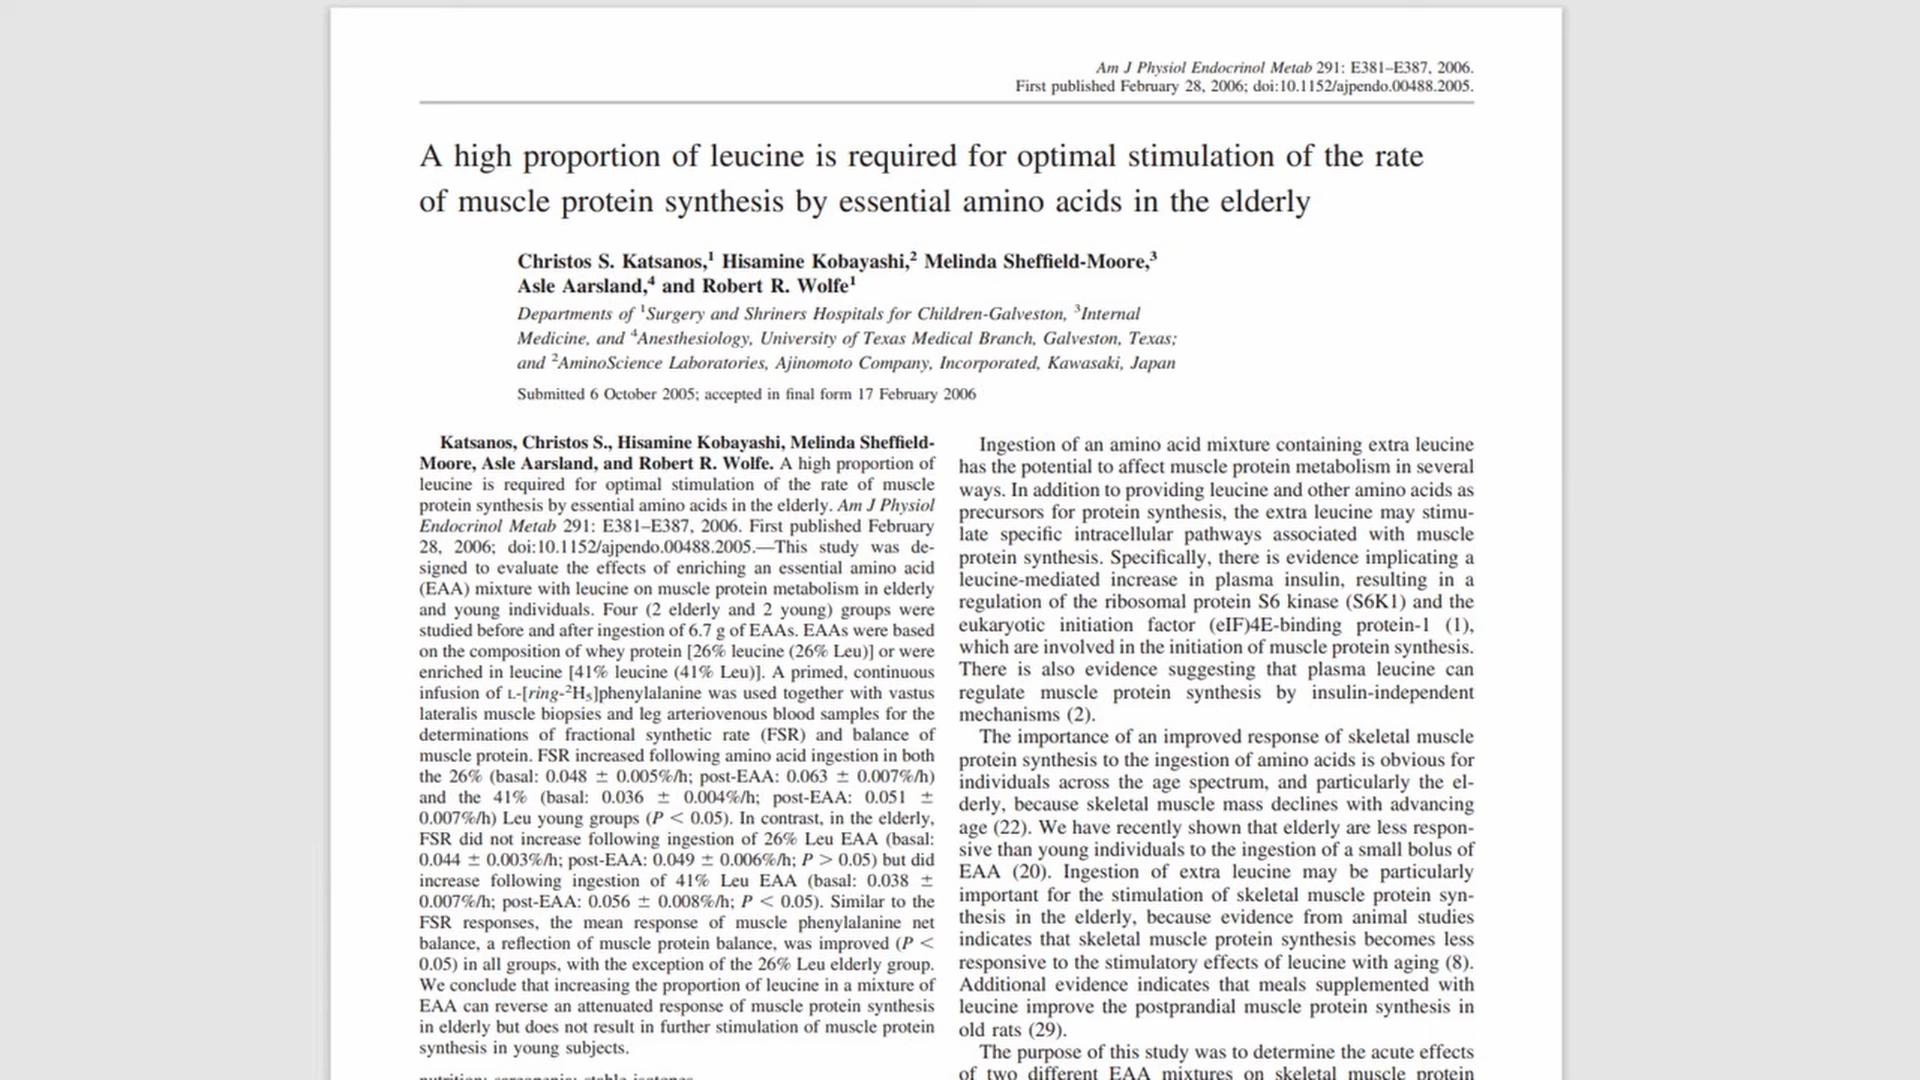 Am J Physiol Endocrinol Metab 291: E381–E387, 2006.
First published February 28, 2006; doi:10.1152/ajpendo.00488.2005.
A high proportion of leucine is required for optimal stimulation of the rate
of muscle protein synthesis by essential amino acids in the elderly
Christos S. Katsanos,1 Hisamine Kobayashi,2 Melinda Sheffield-Moore,3
Asle Aarsland,4 and Robert R. Wolfe1
Departments of 1Surgery and Shriners Hospitals for Children-Galveston, 3Internal
Medicine, and 4Anesthesiology, University of Texas Medical Branch, Galveston, Texas;
and 2AminoScience Laboratories, Ajinomoto Company, Incorporated, Kawasaki, Japan
Submitted 6 October 2005; accepted in final form 17 February 2006
Katsanos, Christos S., Hisamine Kobayashi, Melinda Sheffield-
Moore, Asle Aarsland, and Robert R. Wolfe. A high proportion of
leucine is required for optimal stimulation of the rate of muscle
protein synthesis by essential amino acids in the elderly. Am J Physiol
Endocrinol Metab 291: E381–E387, 2006. First published February
28, 2006; doi:10.1152/ajpendo.00488.2005.—This study was de-
signed to evaluate the effects of enriching an essential amino acid
(EAA) mixture with leucine on muscle protein metabolism in elderly
and young individuals. Four (2 elderly and 2 young) groups were
studied before and after ingestion of 6.7 g of EAAs. EAAs were based
on the composition of whey protein [26% leucine (26% Leu)] or were
enriched in leucine [41% leucine (41% Leu)]. A primed, continuous
infusion of L-[ring-2H5]phenylalanine was used together with vastus
lateralis muscle biopsies and leg arteriovenous blood samples for the
determinations of fractional synthetic rate (FSR) and balance of
muscle protein. FSR increased following amino acid ingestion in both
the 26% (basal: 0.048 ± 0.005%/h; post-EAA: 0.063 ± 0.007%/h)
and the 41% (basal: 0.036 ± 0.004%/h; post-EAA: 0.051 ±
0.007%/h) Leu young groups (P < 0.05). In contrast, in the elderly,
FSR did not increase following ingestion of 26% Leu EAA (basal:
0.044 ± 0.003%/h; post-EAA: 0.049 ± 0.006%/h; P > 0.05) but did
increase following ingestion of 41% Leu EAA (basal: 0.038 ±
0.007%/h; post-EAA: 0.056 ± 0.008%/h; P < 0.05). Similar to the
FSR responses, the mean response of muscle phenylalanine net
balance, a reflection of muscle protein balance, was improved (P <
0.05) in all groups, with the exception of the 26% Leu elderly group.
We conclude that increasing the proportion of leucine in a mixture of
EAA can reverse an attenuated response of muscle protein synthesis
in elderly but does not result in further stimulation of muscle protein
synthesis in young subjects.
nutrition; sarcopenia; stable isotopes
Ingestion of an amino acid mixture containing extra leucine
has the potential to affect muscle protein metabolism in several
ways. In addition to providing leucine and other amino acids as
precursors for protein synthesis, the extra leucine may stimu-
late specific intracellular pathways associated with muscle
protein synthesis. Specifically, there is evidence implicating a
leucine-mediated increase in plasma insulin, resulting in a
regulation of the ribosomal protein S6 kinase (S6K1) and the
eukaryotic initiation factor (eIF)4E-binding protein-1 (1),
which are involved in the initiation of muscle protein synthesis.
There is also evidence suggesting that plasma leucine can
regulate muscle protein synthesis by insulin-independent
mechanisms (2).
The importance of an improved response of skeletal muscle
protein synthesis to the ingestion of amino acids is obvious for
individuals across the age spectrum, and particularly the el-
derly, because skeletal muscle mass declines with advancing
age (22). We have recently shown that elderly are less respon-
sive than young individuals to the ingestion of a small bolus of
EAA (20). Ingestion of extra leucine may be particularly
important for the stimulation of skeletal muscle protein syn-
thesis in the elderly, because evidence from animal studies
indicates that skeletal muscle protein synthesis becomes less
responsive to the stimulatory effects of leucine with aging (8).
Additional evidence indicates that meals supplemented with
leucine improve the postprandial muscle protein synthesis in
old rats (29).
The purpose of this study was to determine the acute effects
of two different EAA mixtures on skeletal muscle protein